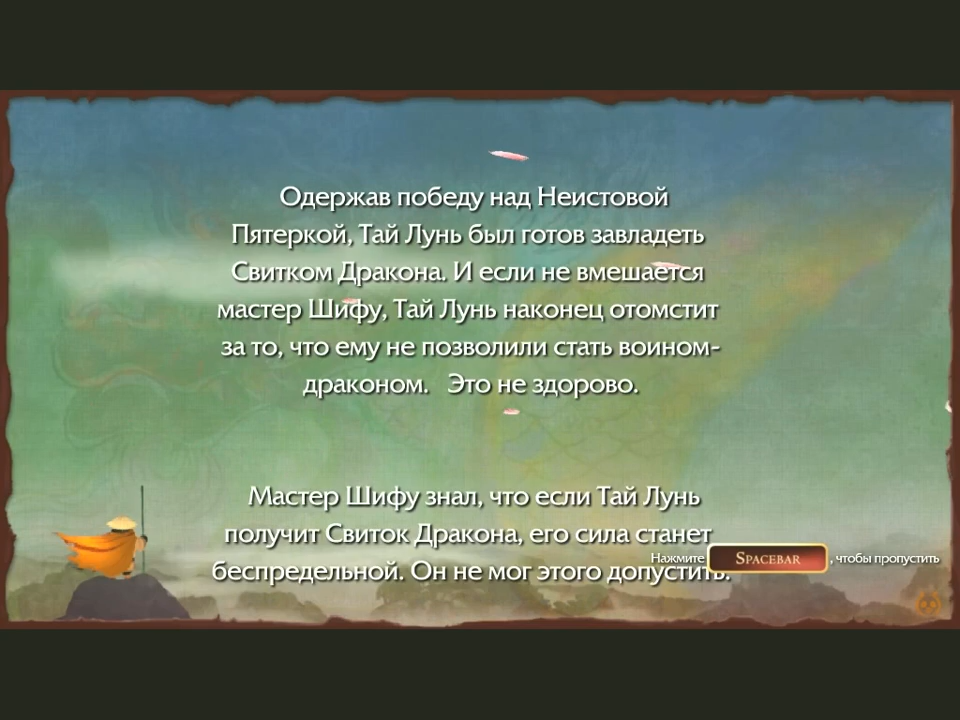 Одержав победу над Неистовой
Пятеркой, Тай Лунь был готов завладеть
Свитком Дракона. И если не вмешается
мастер Шифу, Тай Лунь наконец отомстит
за то, что ему не позволили стать воином-
драконом. Это не здорово.
Мастер Шифу знал, что если Тай Лунь
получит Свиток Дракона, его сила станет
беспредельной. Он не мог этого допустить.
Нажмите SPACEBAR, чтобы пропустить